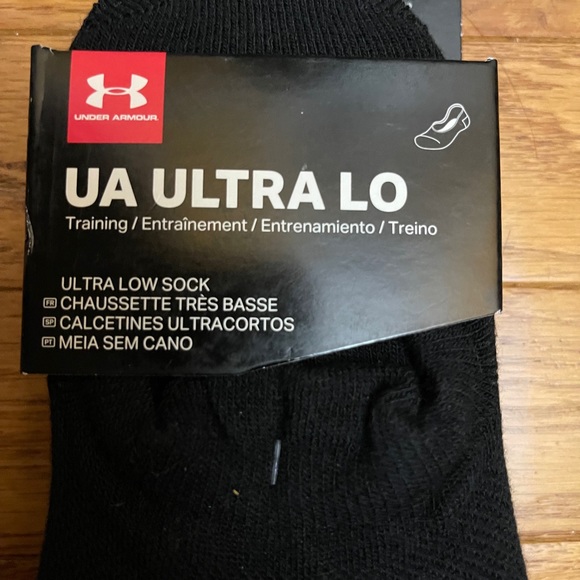 UNDER ARMOUR
UA ULTRA LO
Training / Entraînement / Entrenamiento / Treino
ULTRA LOW SOCK
FR CHAUSSETTE TRÈS BASSE
SP CALCETINES ULTRACORTOS
PT MEIA SEM CANO